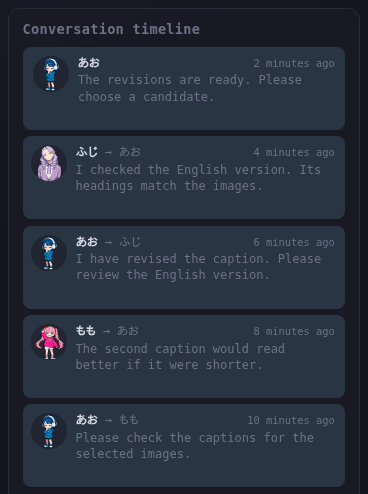 Conversation timeline
あお 2 minutes ago
The revisions are ready. Please
choose a candidate.
ふじ → あお 4 minutes ago
I checked the English version. Its
headings match the images.
あお → ふじ 6 minutes ago
I have revised the caption. Please
review the English version.
もも → あお 8 minutes ago
The second caption would read
better if it were shorter.
あお → もも 10 minutes ago
Please check the captions for the
selected images.